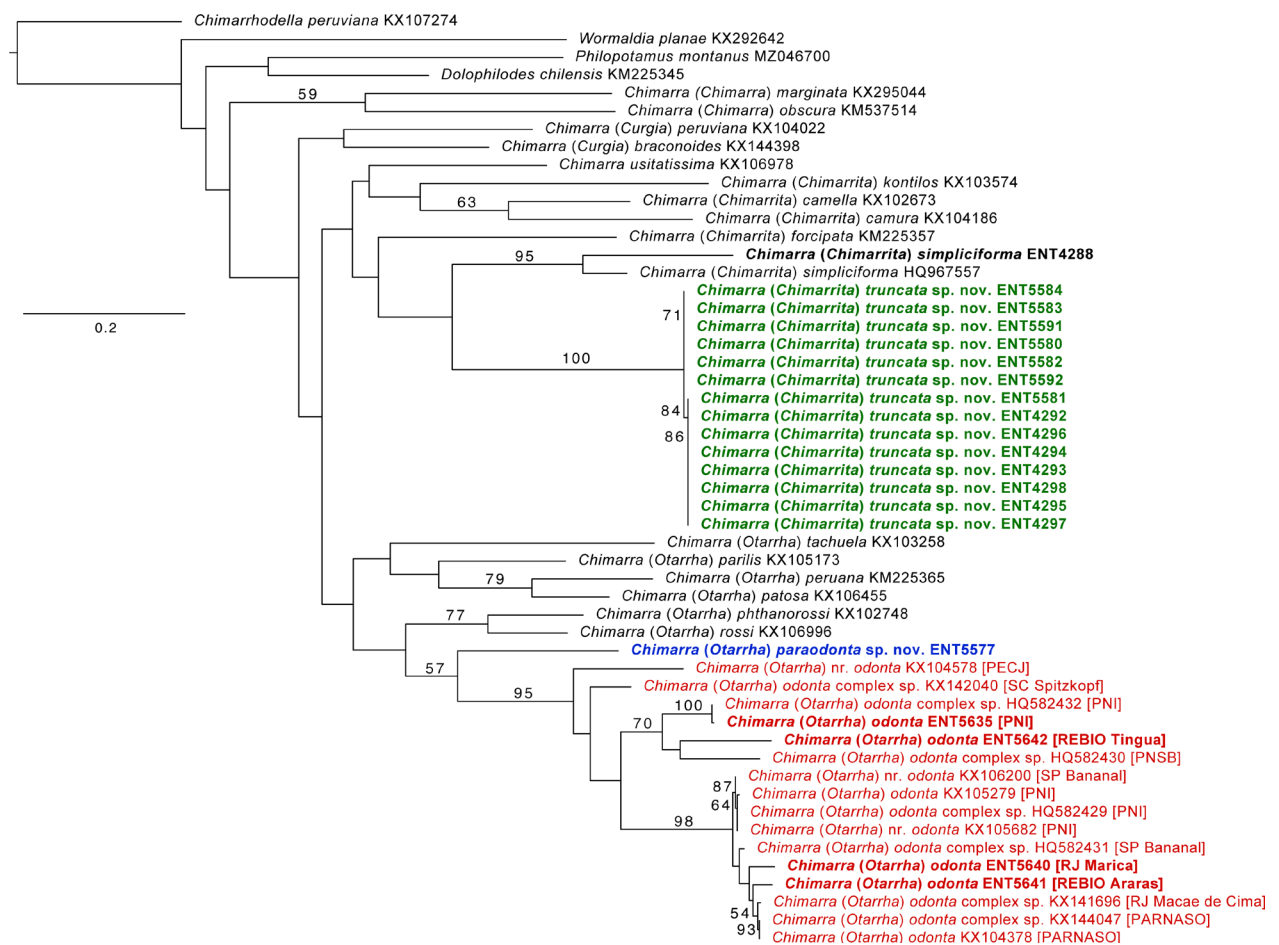 Chimarrhodella peruviana KX107274
Wormaldia planae KX292642
Philopotamus montanus MZ046700
Dolophilodes chilensis KM225345
59
Chimarra (Chimarra) marginata KX295044
Chimarra (Chimarra) obscura KM537514
Chimarra (Curgia) peruviana KX104022
Chimarra (Curgia) braconoides KX144398
Chimarra usitatissima KX106978
Chimarra (Chimarrita) kontilos KX103574
63
Chimarra (Chimarrita) camella KX102673
Chimarra (Chimarrita) camura KX104186
Chimarra (Chimarrita) forcipata KM225357
95
Chimarra (Chimarrita) simpliciforma ENT4288
Chimarra (Chimarrita) simpliciforma HQ967557
Chimarra (Chimarrita) truncata sp. nov. ENT5584
Chimarra (Chimarrita) truncata sp. nov. ENT5583
71
0.2
Chimarra (Chimarrita) truncata sp. nov. ENT5591
Chimarra (Chimarrita) truncata sp. nov. ENT5580
100
Chimarra (Chimarrita) truncata sp. nov. ENT5582
Chimarra (Chimarrita) truncata sp. nov. ENT5592
Chimarra (Chimarrita) truncata sp. nov. ENT5581
84
Chimarra (Chimarrita) truncata sp. nov. ENT4292
86
Chimarra (Chimarrita) truncata sp. nov. ENT4296
Chimarra (Chimarrita) truncata sp. nov. ENT4294
Chimarra (Chimarrita) truncata sp. nov. ENT4293
Chimarra (Chimarrita) truncata sp. nov. ENT4298
Chimarra (Chimarrita) truncata sp. nov. ENT4295
Chimarra (Chimarrita) truncata sp. nov. ENT4297
Chimarra (Otarrha) tachuela KX103258
Chimarra (Otarrha) parilis KX105173
79
Chimarra (Otarrha) peruana KM225365
Chimarra (Otarrha) patosa KX106455
77
Chimarra (Otarrha) phthanorossi KX102748
Chimarra (Otarrha) rossi KX106996
Chimarra (Otarrha) paraodonta sp. nov. ENT5577
57
Chimarra (Otarrha) nr. odonta KX104578 [PECJ]
95
Chimarra (Otarrha) odonta complex sp. KX142040 [SC Spitzkopf]
100
Chimarra (Otarrha) odonta complex sp. HQ582432 [PNI]
70
Chimarra (Otarrha) odonta ENT5635 [PNI]
Chimarra (Otarrha) odonta ENT5642 [REBIO Tingua]
Chimarra (Otarrha) odonta complex sp. HQ582430 [PNSB]
Chimarra (Otarrha) nr. odonta KX106200 [SP Bananal]
87
Chimarra (Otarrha) odonta KX105279 [PNI]
64
Chimarra (Otarrha) odonta complex sp. HQ582429 [PNI]
98
Chimarra (Otarrha) nr. odonta KX105682 [PNI]
Chimarra (Otarrha) odonta complex sp. HQ582431 [SP Bananal]
Chimarra (Otarrha) odonta ENT5640 [RJ Marica]
Chimarra (Otarrha) odonta ENT5641 [REBIO Araras]
Chimarra (Otarrha) odonta complex sp. KX141696 [RJ Macae de Cima]
54
Chimarra (Otarrha) odonta complex sp. KX144047 [PARNASO]
93
Chimarra (Otarrha) odonta KX104378 [PARNASO]